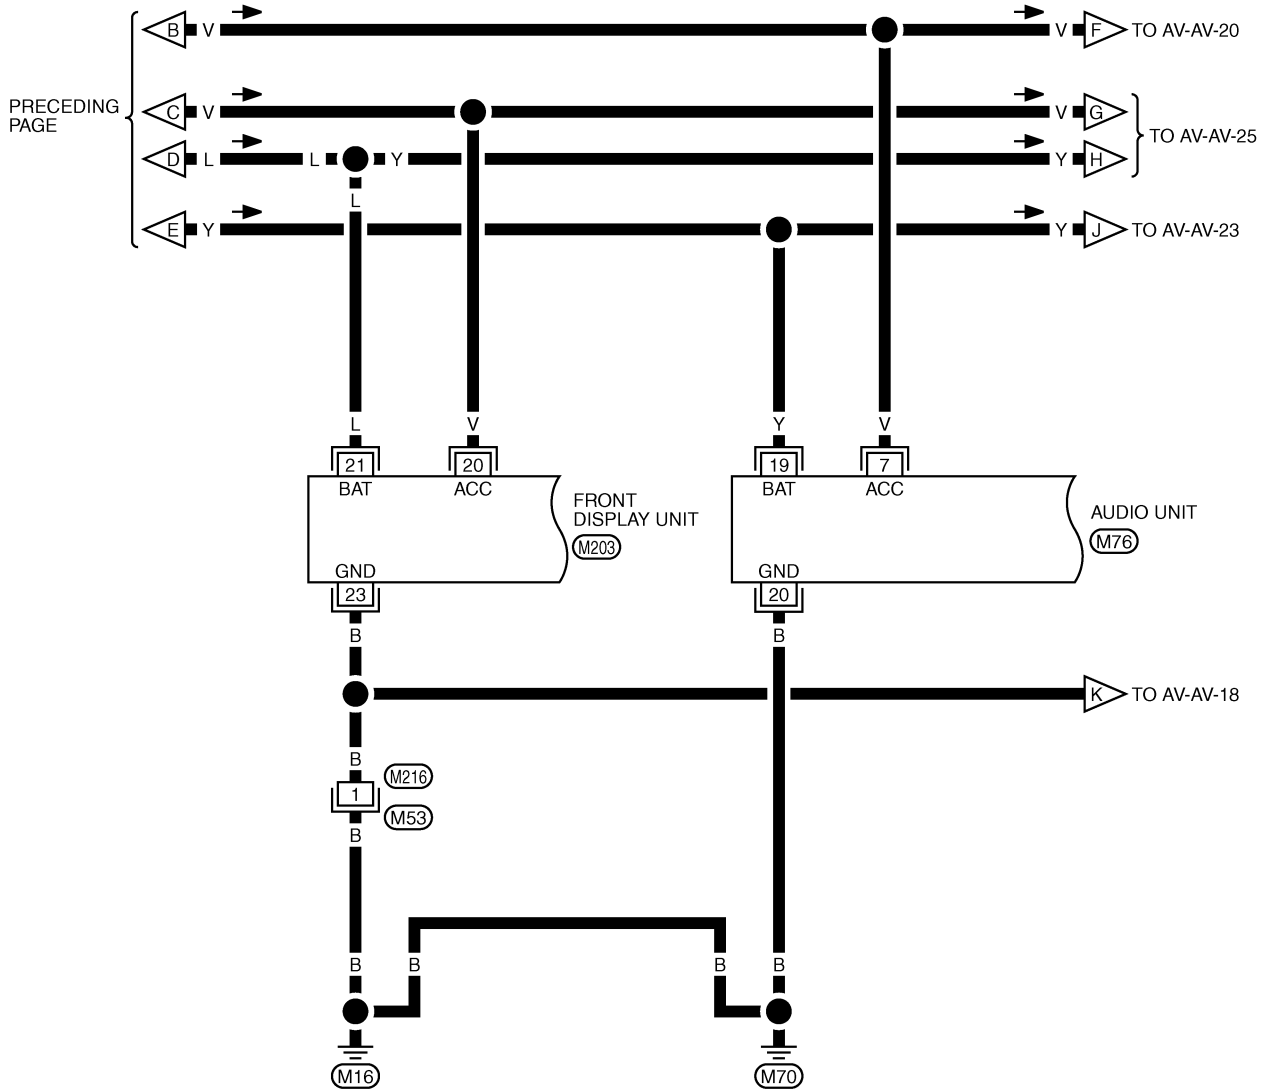 B V V F TO AV-AV-20
PRECEDING
PAGE
C V V G
TO AV-AV-25
D L L Y Y H
L
E Y Y J TO AV-AV-23
L V Y V
21 20 19 7
BAT ACC BAT ACC
FRONT
DISPLAY UNIT
M203
AUDIO UNIT
M76
GND GND
23 20
B B
K TO AV-AV-18
B
M216
1
M53
B
B B B B
M16 M70